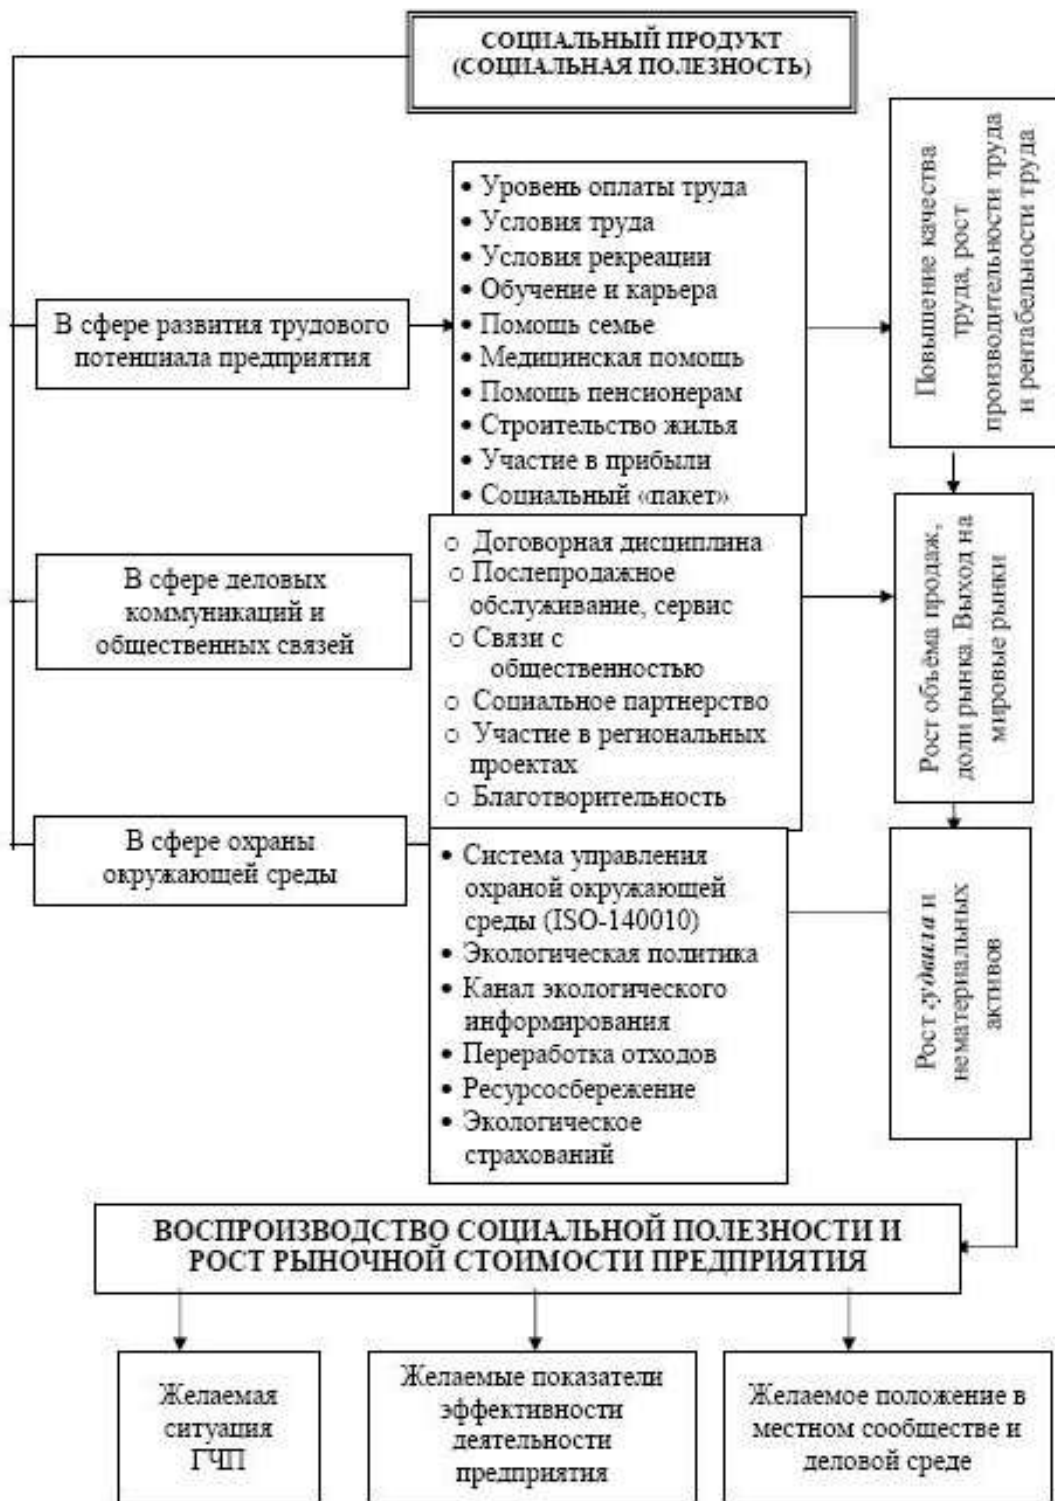 СОЦИАЛЬНЫЙ ПРОДУКТ
(СОЦИАЛЬНАЯ ПОЛЕЗНОСТЬ)
В сфере развития трудового
потенциала предприятия
• Уровень оплаты труда
• Условия труда
• Условия рекреации
• Обучение и карьера
• Помощь семье
• Медицинская помощь
• Помощь пенсионерам
• Строительство жилья
• Участие в прибыли
• Социальный «пакет»
Повышение качества
труда, рост
производительности труда
и рентабельности труда
В сфере деловых
коммуникаций и
общественных связей
o Договорная дисциплина
o Послепродажное
обслуживание, сервис
o Связи с
общественностью
o Социальное партнерство
o Участие в региональных
проектах
o Благотворительность
Рост объёма продаж,
доли рынка. Выход на
мировые рынки
В сфере охраны
окружающей среды
• Система управления
охраной окружающей
среды (ISO-140010)
• Экологическая политика
• Канал экологического
информирования
• Переработка отходов
• Ресурсосбережение
• Экологическое
страхований
Рост гудвила и
нематериальных
активов
ВОСПРОИЗВОДСТВО СОЦИАЛЬНОЙ ПОЛЕЗНОСТИ И
РОСТ РЫНОЧНОЙ СТОИМОСТИ ПРЕДПРИЯТИЯ
Желаемая
ситуация
ГЧП
Желаемые показатели
эффективности
деятельности
предприятия
Желаемое положение в
местном сообществе и
деловой среде